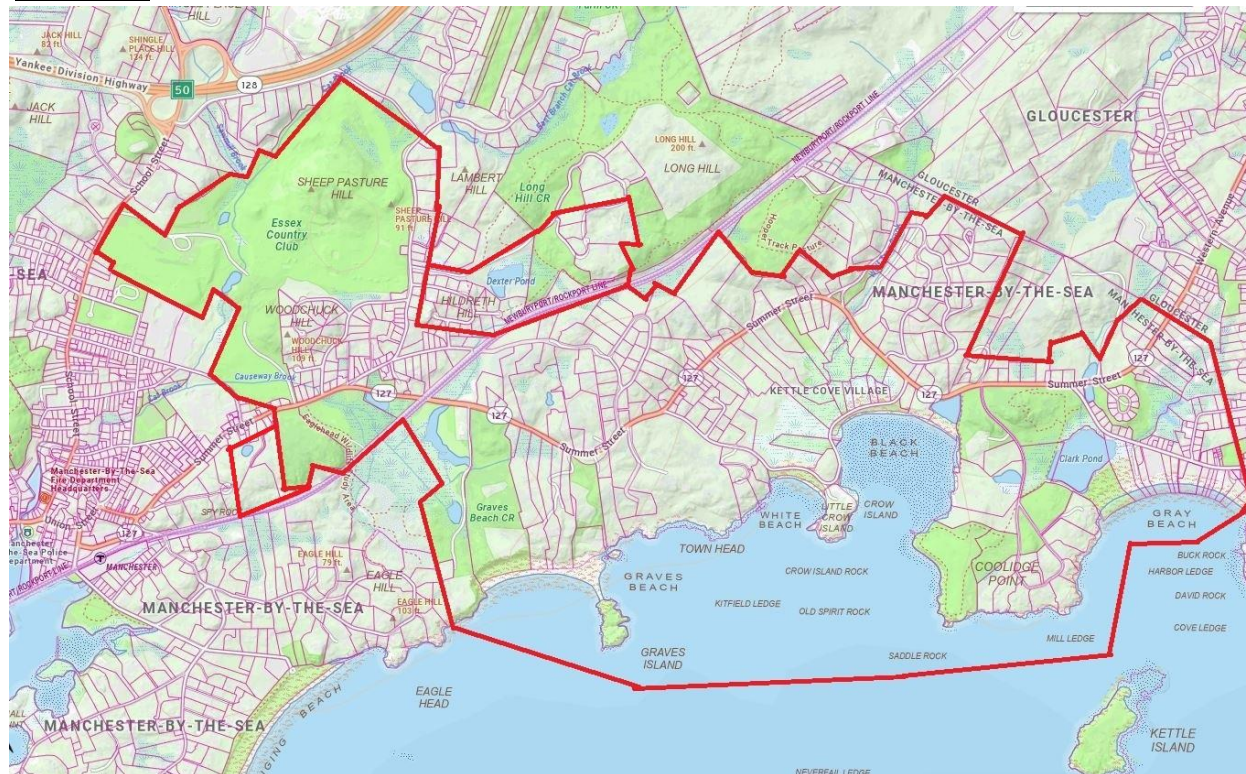 HILL
JACK HILL
82 ft.
SHINGLE
PLACE HILL
134 ft.
Yankee Division Highway
50
128
JACK
HILL
School Street
SHEEP PASTURE
HILL
SHEEP
91 ft.
LAMBERT
HILL
Essex
Country
Club
Long
Hill CR
LONG HILL
200 ft.
LONG HILL
NEWBURYPORT/ROCKPORT LINE
GLOUCESTER
GLOUCESTER
MANCHESTER-BY-THE-SEA
Western Avenue
Track Pasture
-SEA
Dexter Pond
HILDRETH
HILL
NEWBURYPORT/ROCKPORT LINE
MANCHESTER-BY-THE-SEA
GLOUCESTER
MANCHESTER-BY-THE-SEA
WOODCHUCK
HILL
WOODCHUCK
HILL
109 ft.
Summer Street
Causeway Brook
School Street
127
127
127
127
127
Summer Street
KETTLE COVE VILLAGE
Summer Street
Summer Street
Manchester-By-The-Sea
Fire Department
Headquarters
Union Street
127
MANCHESTER
Clark Pond
BLACK
BEACH
Graves
Beach CR
WHITE
BEACH
LITTLE
CROW
ISLAND
CROW
ISLAND
GRAY
BEACH
TOWN HEAD
EAGLE HILL
79 ft.
EAGLE
HILL
EAGLE HILL
103 ft.
GRAVES
BEACH
CROW ISLAND ROCK
COOLIDGE
POINT
BUCK ROCK
HARBOR LEDGE
DAVID ROCK
COVE LEDGE
MANCHESTER-BY-THE-SEA
KITFIELD LEDGE
OLD SPIRIT ROCK
MILL LEDGE
SADDLE ROCK
GRAVES
ISLAND
EAGLE
HEAD
MANCHESTER-BY-THE-SEA
BEACH
KETTLE
ISLAND
NEVERFAIL LEDGE